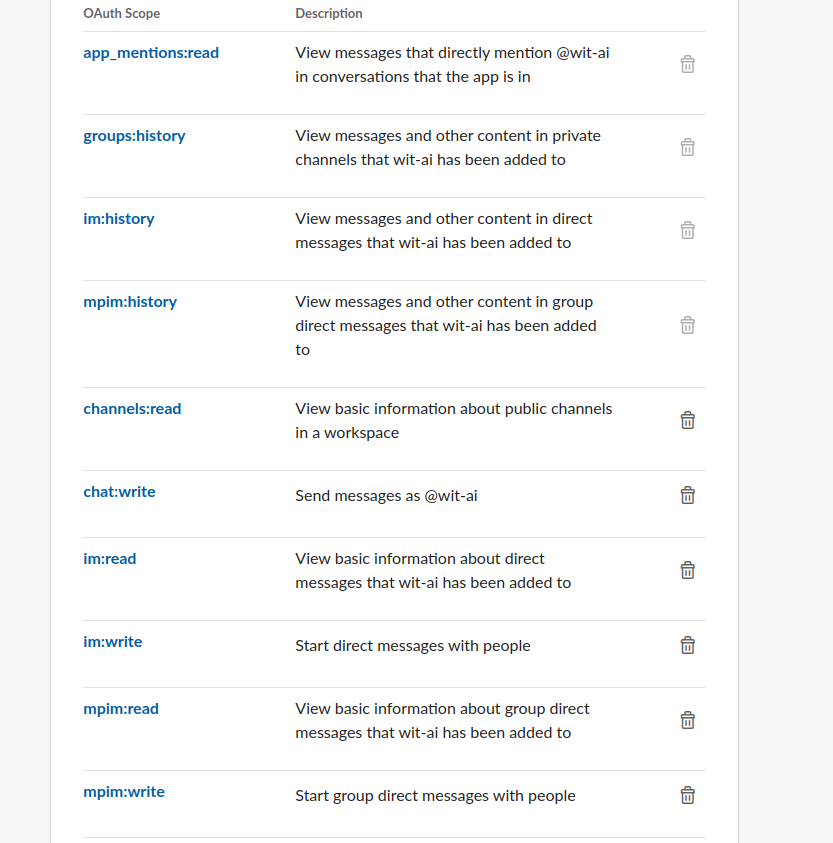 OAuth Scope Description
app_mentions:read View messages that directly mention @wit-ai
in conversations that the app is in
groups:history View messages and other content in private
channels that wit-ai has been added to
im:history View messages and other content in direct
messages that wit-ai has been added to
mpim:history View messages and other content in group
direct messages that wit-ai has been added
to
channels:read View basic information about public channels
in a workspace
chat:write Send messages as @wit-ai
im:read View basic information about direct
messages that wit-ai has been added to
im:write Start direct messages with people
mpim:read View basic information about group direct
messages that wit-ai has been added to
mpim:write Start group direct messages with people